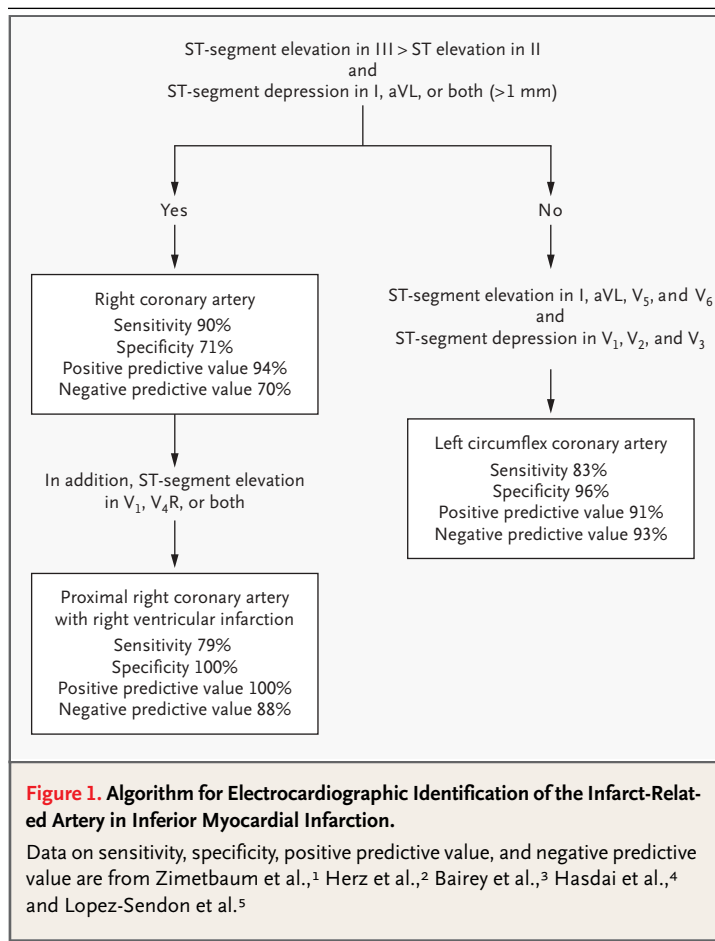 ST-segment elevation in III > ST elevation in II
and
ST-segment depression in I, aVL, or both (>1 mm)
Yes
No
Right coronary artery
Sensitivity 90%
Specificity 71%
Positive predictive value 94%
Negative predictive value 70%
In addition, ST-segment elevation
in V₁, V₄R, or both
Proximal right coronary artery
with right ventricular infarction
Sensitivity 79%
Specificity 100%
Positive predictive value 100%
Negative predictive value 88%
ST-segment elevation in I, aVL, V₅, and V₆
and
ST-segment depression in V₁, V₂, and V₃
Left circumflex coronary artery
Sensitivity 83%
Specificity 96%
Positive predictive value 91%
Negative predictive value 93%
Figure 1. Algorithm for Electrocardiographic Identification of the Infarct-Relat-
ed Artery in Inferior Myocardial Infarction.
Data on sensitivity, specificity, positive predictive value, and negative predictive
value are from Zimetbaum et al.,¹ Herz et al.,² Bairey et al.,³ Hasdai et al.,⁴
and Lopez-Sendon et al.⁵